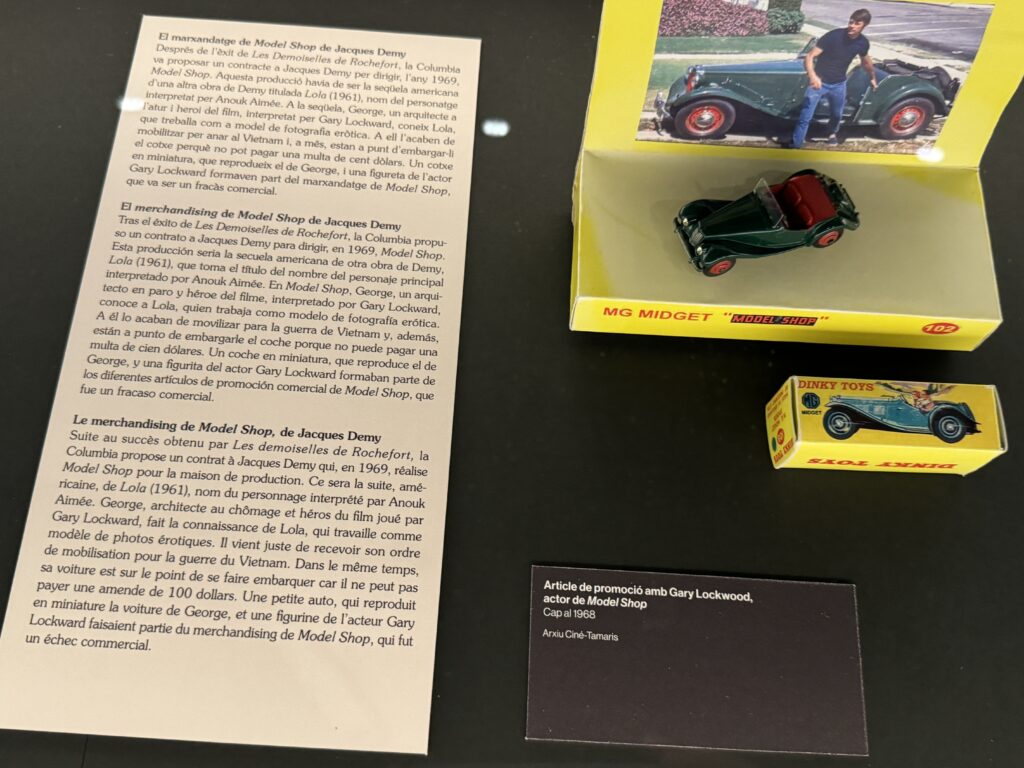 El marxandatge de Model Shop de Jacques Demy
Després de l'èxit de Les Demoiselles de Rochefort, la Columbia
va proposar un contracte a Jacques Demy per dirigir, l'any 1969,
Model Shop. Aquesta producció havia de ser la seqüela americana
d'una altra obra de Demy titulada Lola (1961), nom del personatge
interpretat per Anouk Aimée. A la seqüela, George, un arquitecte a
l'atur i heroi del film, interpretat per Gary Lockward, coneix Lola,
que treballa com a model de fotografia eròtica. A ell l'acaben de
mobilitzar per anar al Vietnam i, a més, estan a punt d'embargar-li
el cotxe perquè no pot pagar una multa de cent dòlars. Un cotxe
en miniatura, que reprodueix el de George, i una figureta de l'actor
Gary Lockward formaven part del marxandatge de Model Shop,
que va ser un fracàs comercial.
El merchandising de Model Shop de Jacques Demy
Tras el éxito de Les Demoiselles de Rochefort, la Columbia propu-
so un contrato a Jacques Demy para dirigir, en 1969, Model Shop.
Esta producción seria la secuela americana de otra obra de Demy,
Lola (1961), que toma el título del nombre del personaje principal
interpretado por Anouk Aimée. En Model Shop, George, un arqui-
tecto en paro y héroe del filme, interpretado por Gary Lockward,
conoce a Lola, quien trabaja como modelo de fotografía erótica.
A él lo acaban de movilizar para la guerra de Vietnam y, además,
están a punto de embargarle el coche porque no puede pagar una
multa de cien dólares. Un coche en miniatura, que reproduce el de
George, y una figurita del actor Gary Lockward formaban parte de
los diferentes artículos de promoción comercial de Model Shop, que
fue un fracaso comercial.
Le merchandising de Model Shop, de Jacques Demy
Suite au succès obtenu par Les demoiselles de Rochefort, la
Columbia propose un contrat à Jacques Demy qui, en 1969, réalise
Model Shop pour la maison de production. Ce sera la suite, amé-
ricaine, de Lola (1961), nom du personnage interprété par Anouk
Aimée. George, architecte au chômage et héros du film joué par
Gary Lockward, fait la connaissance de Lola, qui travaille comme
modèle de photos érotiques. Il vient juste de recevoir son ordre
de mobilisation pour la guerre du Vietnam. Dans le même temps,
sa voiture est sur le point de se faire embarquer car il ne peut pas
payer une amende de 100 dollars. Une petite auto, qui reproduit
en miniature la voiture de George, et une figurine de l'acteur Gary
Lockward faisaient partie du merchandising de Model Shop, qui fut
un échec commercial.
MG MIDGET "MODEL SHOP" 102
DINKY TOYS
MG
MIDGET
DINKY TOYS
Article de promoció amb Gary Lockwood,
actor de Model Shop
Cap al 1968
Arxiu Ciné-Tamaris